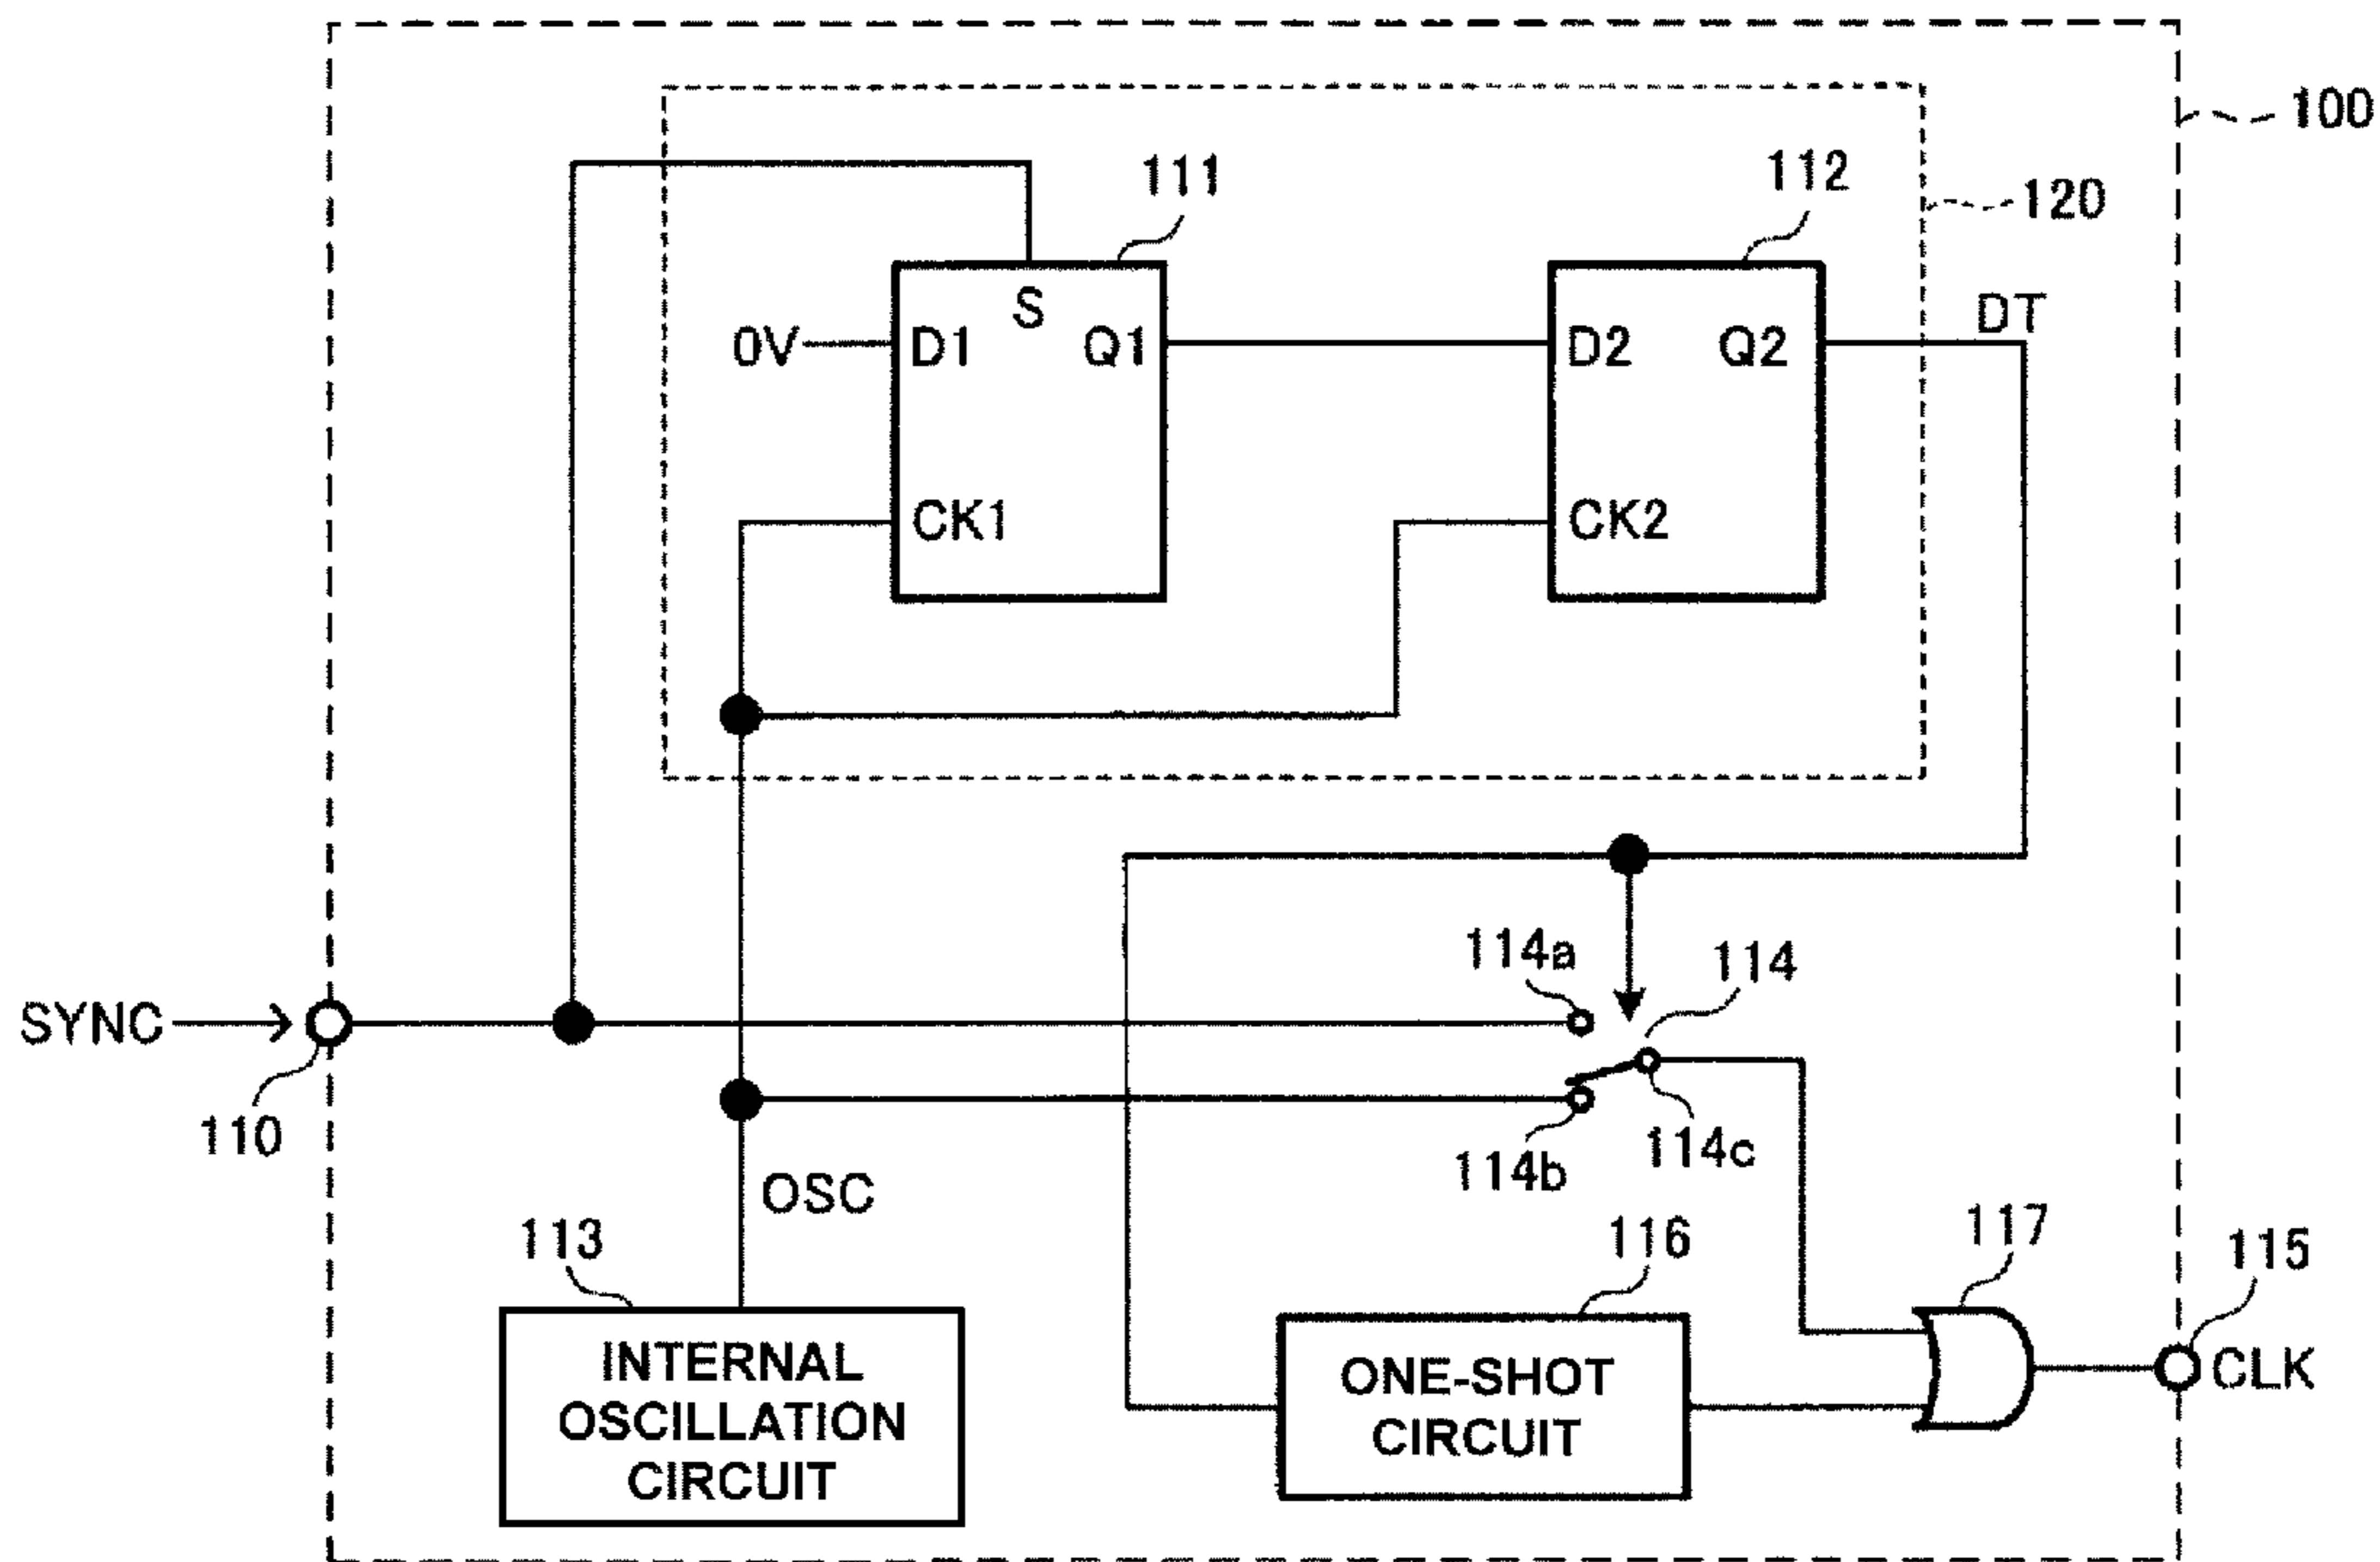 100
111
112
120
S
DT
0V
D1
Q1
D2
Q2
CK1
CK2
114a
114
SYNC
110
114b
114c
OSC
113
116
117
115
INTERNAL
OSCILLATION
CIRCUIT
ONE-SHOT
CIRCUIT
CLK